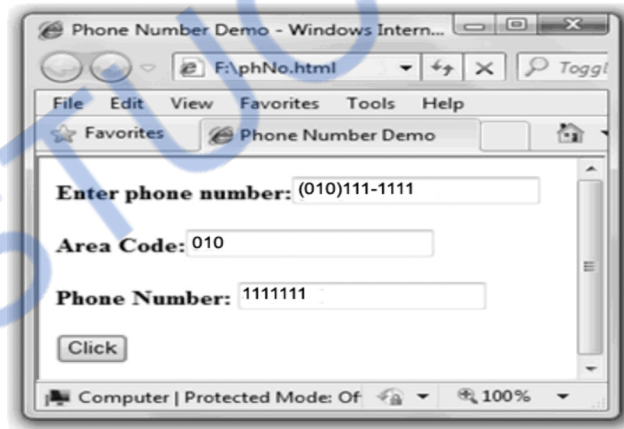 Phone Number Demo - Windows Intern...
F:\phNo.html
Toggl
File Edit View Favorites Tools Help
Favorites
Phone Number Demo
Enter phone number: (010)111-1111
Area Code: 010
Phone Number: 1111111
Click
Computer | Protected Mode: Of
100%